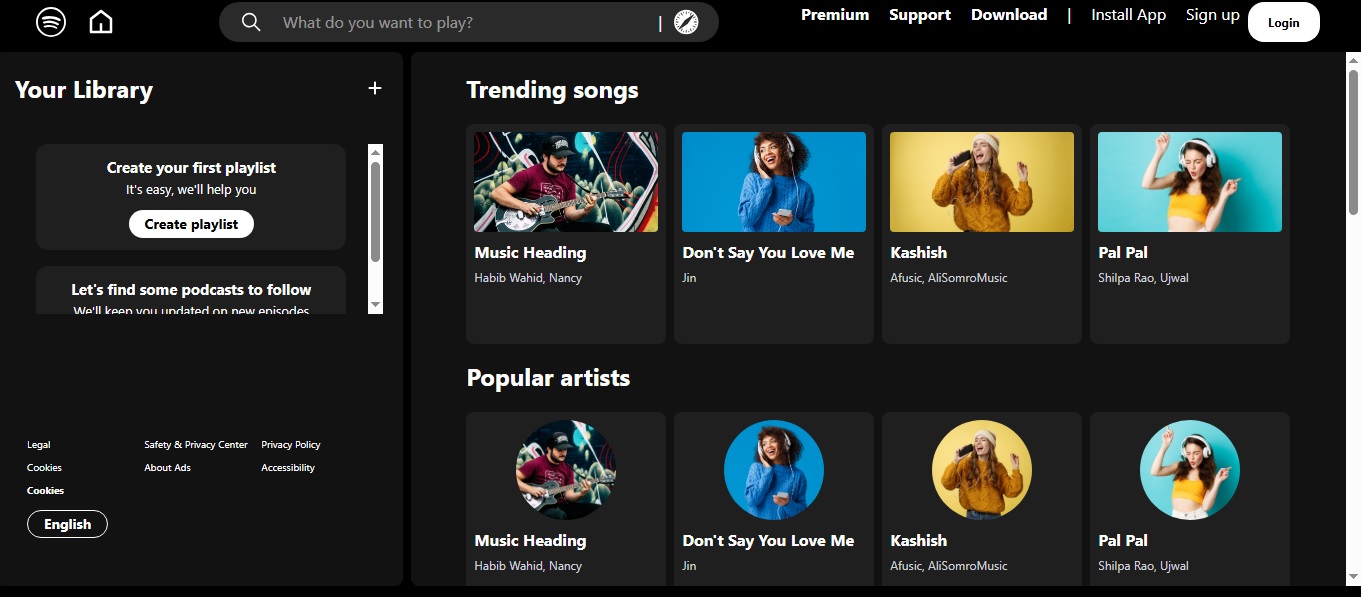 What do you want to play? |
Premium Support Download | Install App Sign up Login
Your Library +
Create your first playlist
It's easy, we'll help you
Create playlist
Let's find some podcasts to follow
We'll keep you updated on new episodes
Legal Safety & Privacy Center Privacy Policy
Cookies About Ads Accessibility
Cookies
English
Trending songs
Music Heading
Habib Wahid, Nancy
Don't Say You Love Me
Jin
Kashish
Afusic, AliSomroMusic
Pal Pal
Shilpa Rao, Ujwal
Popular artists
Music Heading
Habib Wahid, Nancy
Don't Say You Love Me
Jin
Kashish
Afusic, AliSomroMusic
Pal Pal
Shilpa Rao, Ujwal